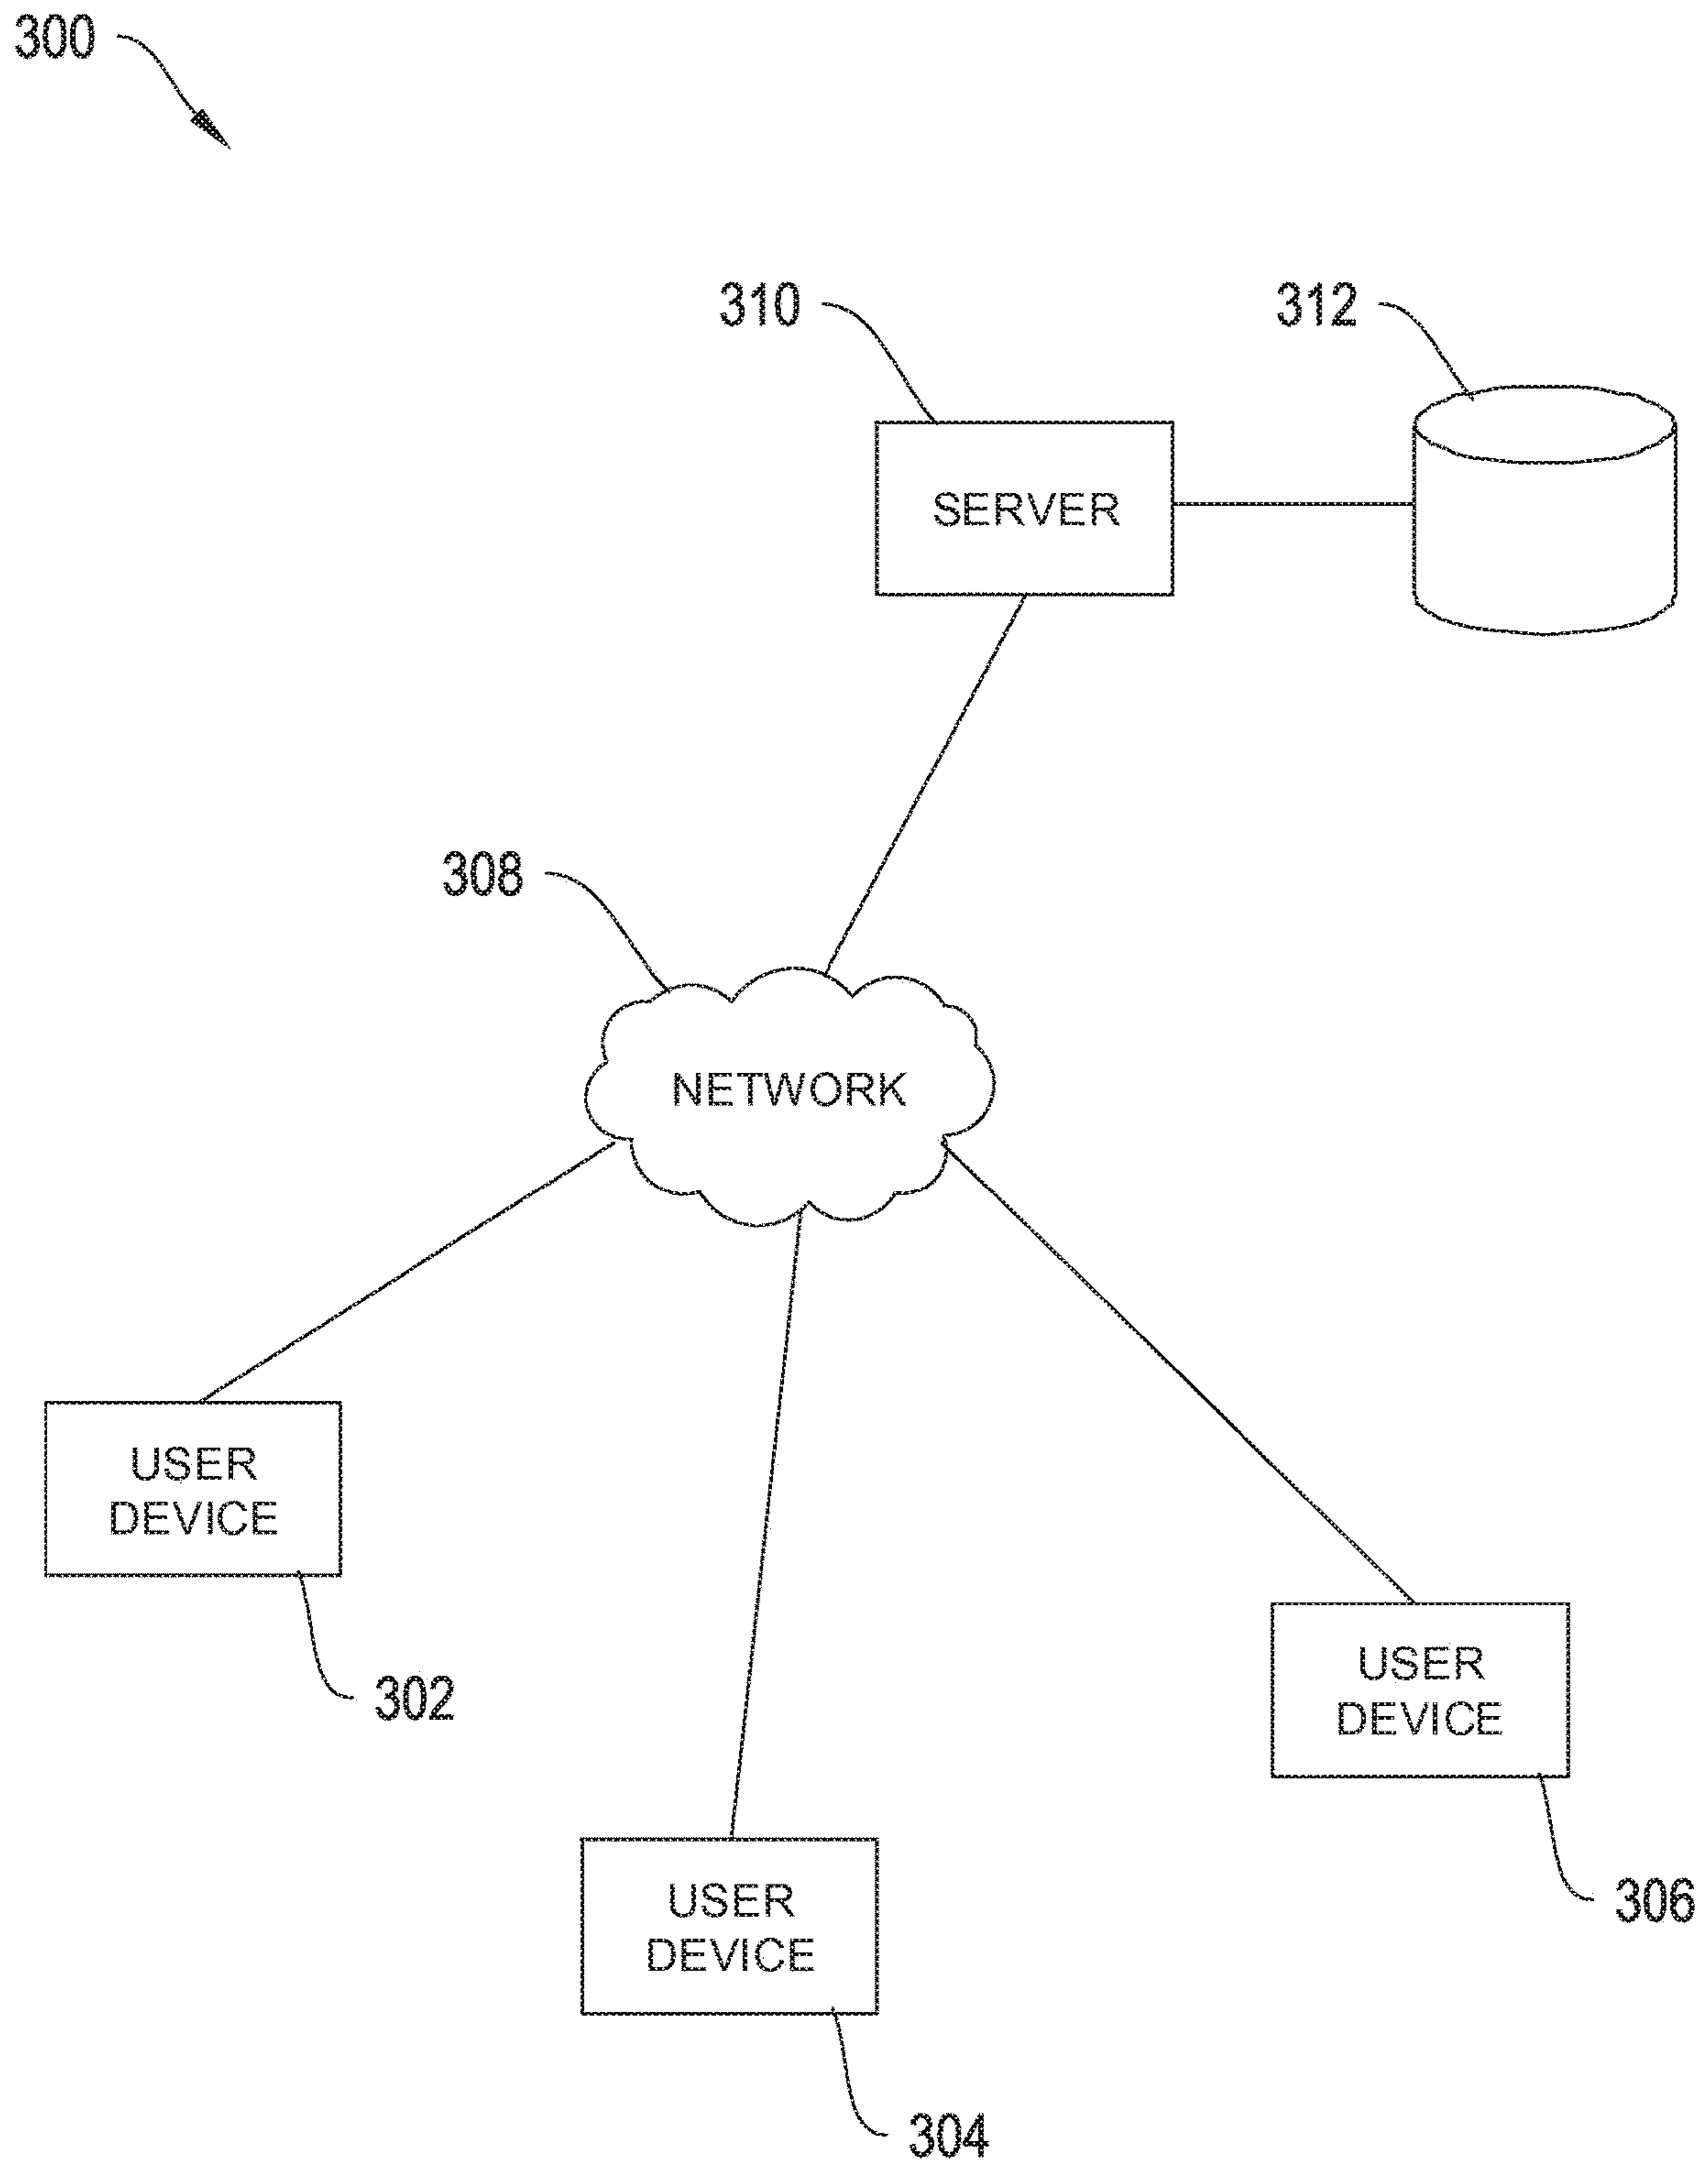 300
310
312
SERVER
308
NETWORK
USER
DEVICE
302
USER
DEVICE
306
USER
DEVICE
304